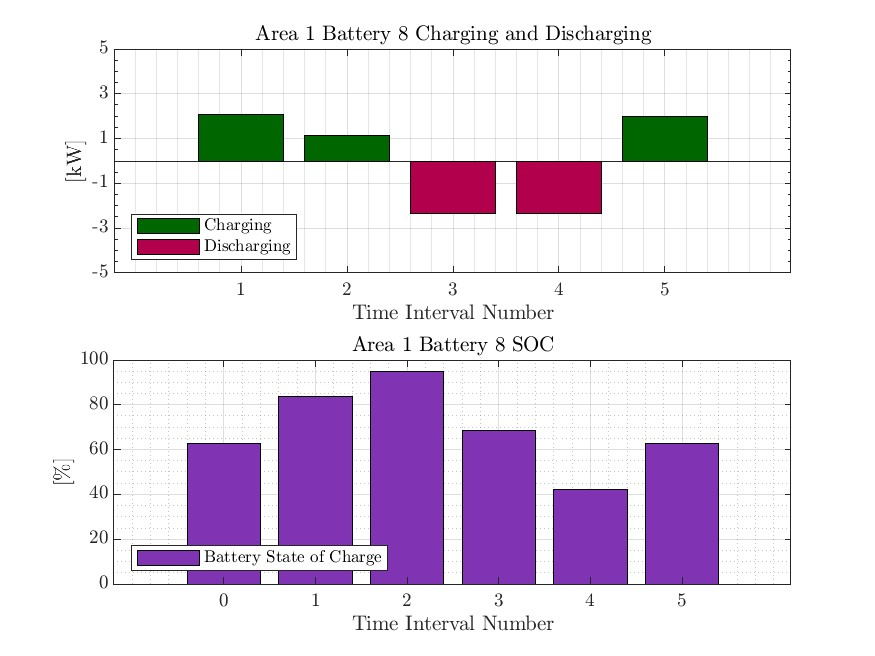 Area 1 Battery 8 Charging and Discharging
5
3
1
-1
-3
-5
[kW]
Charging
Discharging
1 2 3 4 5
Time Interval Number
Area 1 Battery 8 SOC
100
80
60
40
20
0
[%]
Battery State of Charge
0 1 2 3 4 5
Time Interval Number